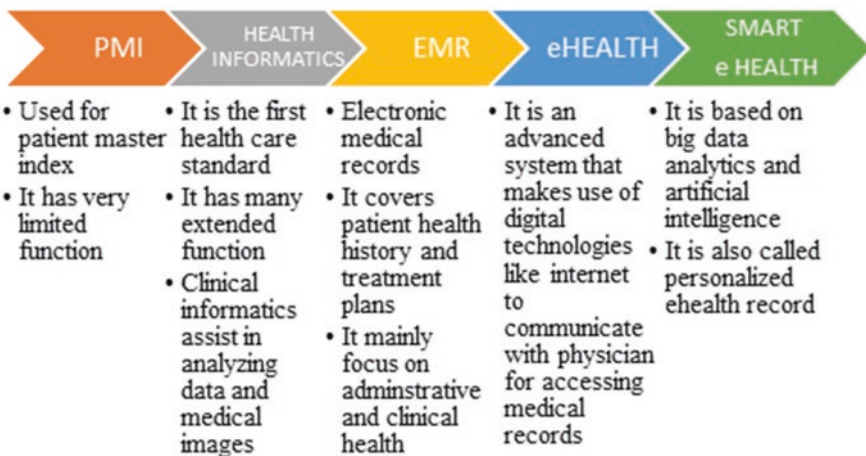 PMI
HEALTH
INFORMATICS
EMR
eHEALTH
SMART
e HEALTH
• Used for
patient master
index
• It has very
limited
function
• It is the first
health care
standard
• It has many
extended
function
• Clinical
informatics
assist in
analyzing
data and
medical
images
• Electronic
medical
records
• It covers
patient health
history and
treatment
plans
• It mainly
focus on
adminstrative
and clinical
health
• It is an
advanced
system that
makes use of
digital
technologies
like internet
to
communicate
with physician
for accessing
medical
records
• It is based on
big data
analytics and
artificial
intelligence
• It is also called
personalized
ehealth record